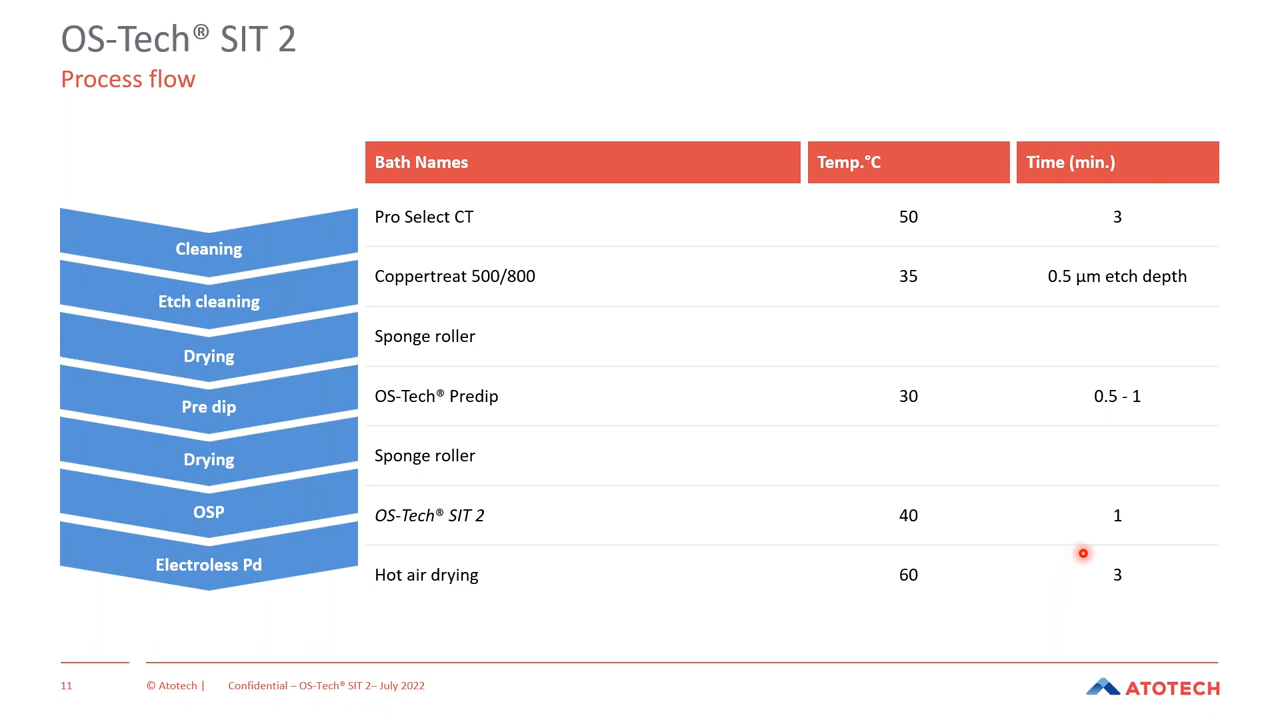 OS-Tech® SIT 2
Process flow
Bath Names Temp.°C Time (min.)
Cleaning Pro Select CT 50 3
Etch cleaning Coppertreat 500/800 35 0.5 µm etch depth
Drying Sponge roller
Pre dip OS-Tech® Predip 30 0.5 - 1
Drying Sponge roller
OSP OS-Tech® SIT 2 40 1
Electroless Pd Hot air drying 60 3
11 © Atotech | Confidential – OS-Tech® SIT 2– July 2022 ATOTECH